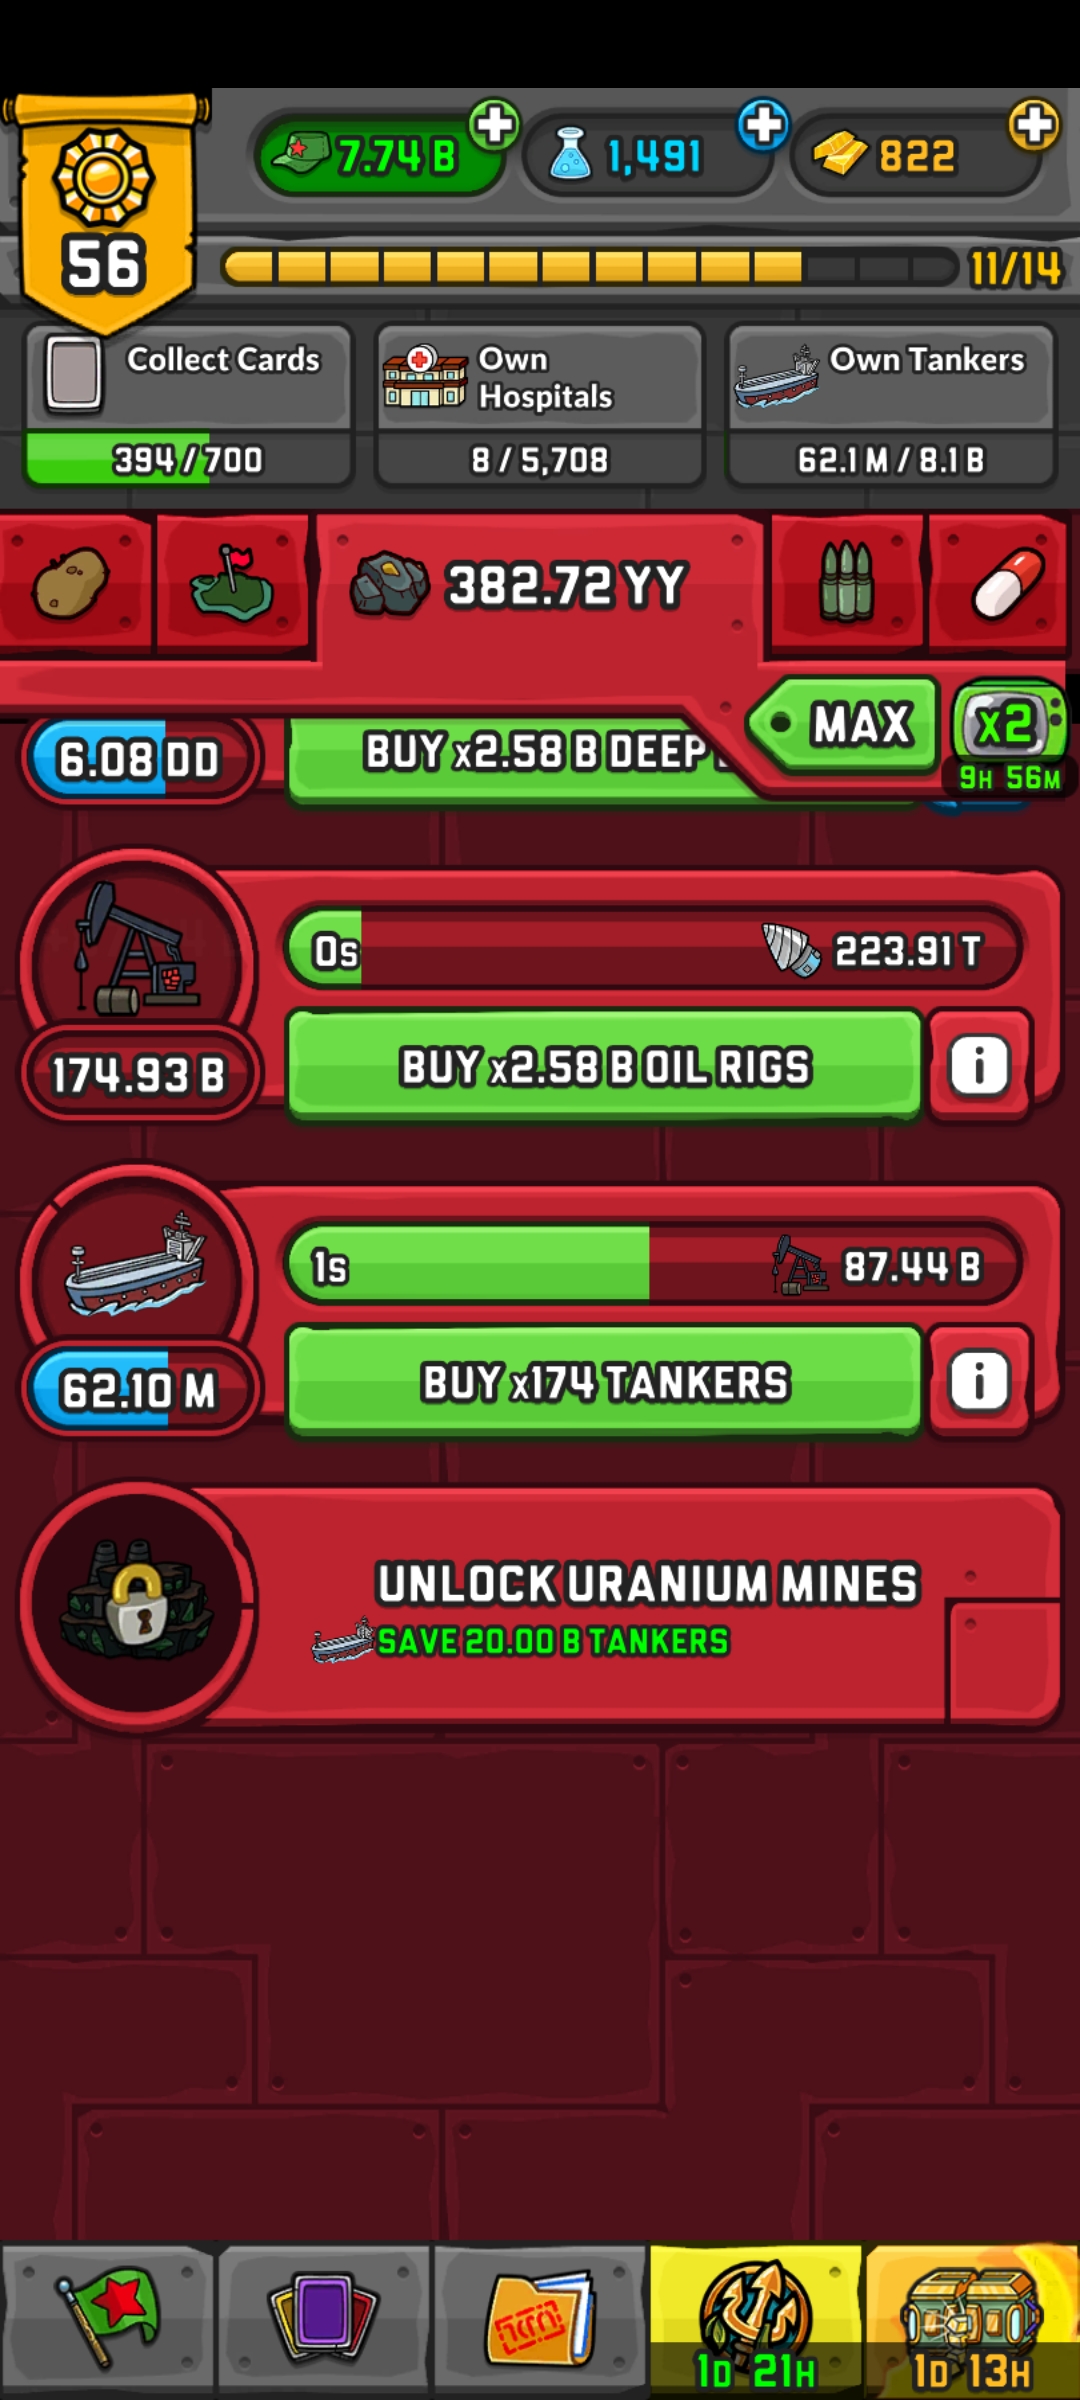 56
7.74 B
1,491
822
11/14
Collect Cards
394 / 700
Own
Hospitals
8 / 5,708
Own Tankers
62.1 M / 8.1 B
382.72 YY
MAX
x2
9H 56M
6.08 DD
BUY x2.58 B DEEP
0s
223.91 T
174.93 B
BUY x2.58 B OIL RIGS
i
1s
87.44 B
62.10 M
BUY x174 TANKERS
i
UNLOCK URANIUM MINES
SAVE 20.00 B TANKERS
1D 21H
1D 13H